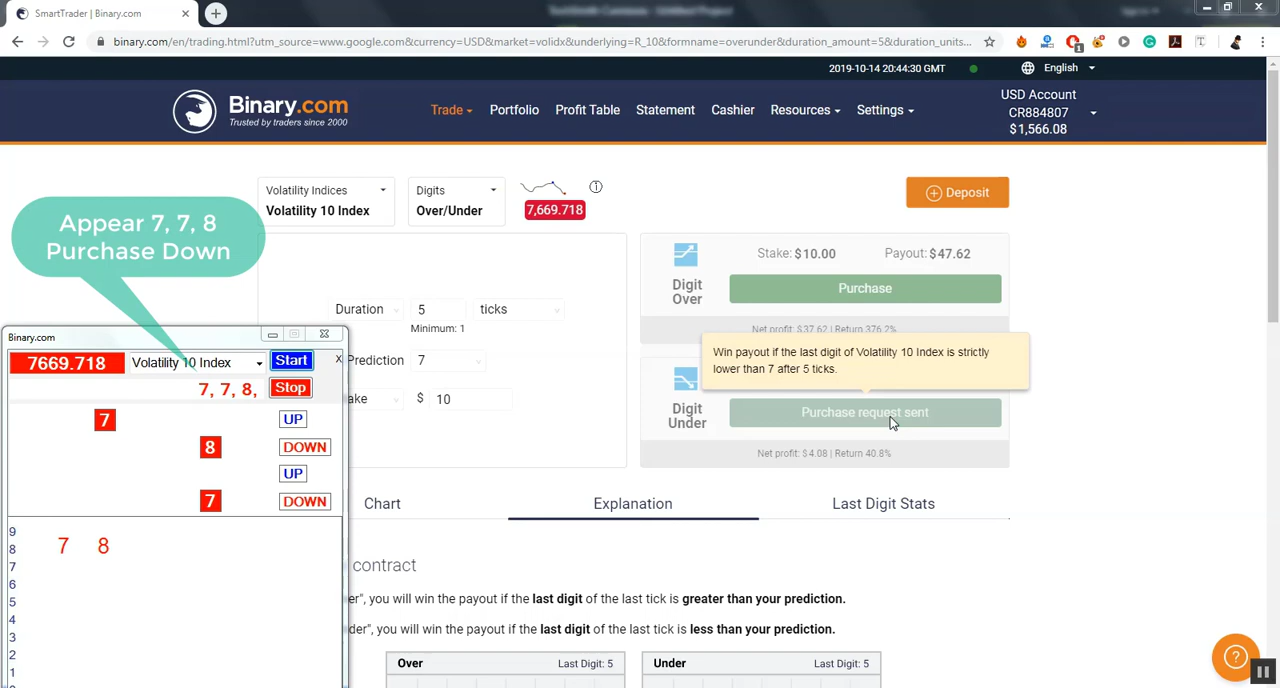 SmartTrader | Binary.com
binary.com/en/trading.html?utm_source=www.google.com&currency=USD&market=volidx&underlying=R_10&formname=overunder&duration_amount=5&duration_units...
1
2019-10-14 20:44:30 GMT
English
Binary.com
Trusted by traders since 2000
Trade
Portfolio
Profit Table
Statement
Cashier
Resources
Settings
USD Account
CR884807
$1,566.08
Volatility Indices
Volatility 10 Index
Digits
Over/Under
7,669.718
Deposit
Appear 7, 7, 8
Purchase Down
Duration
5
ticks
Minimum: 1
Prediction
7
ake
$ 10
Digit
Over
Stake: $10.00
Payout: $47.62
Purchase
Net profit: $37.62 | Return 376.2%
Win payout if the last digit of Volatility 10 Index is strictly
lower than 7 after 5 ticks.
Digit
Under
Purchase request sent
Net profit: $4.08 | Return 40.8%
Binary.com
7669.718
Volatility 10 Index
Start
X
7, 7, 8,
Stop
7
UP
8
DOWN
UP
7
DOWN
9
8
7
6
5
4
3
2
1
7 8
Chart
Explanation
Last Digit Stats
contract
er", you will win the payout if the last digit of the last tick is greater than your prediction.
der", you will win the payout if the last digit of the last tick is less than your prediction.
Over
Last Digit: 5
Under
Last Digit: 5